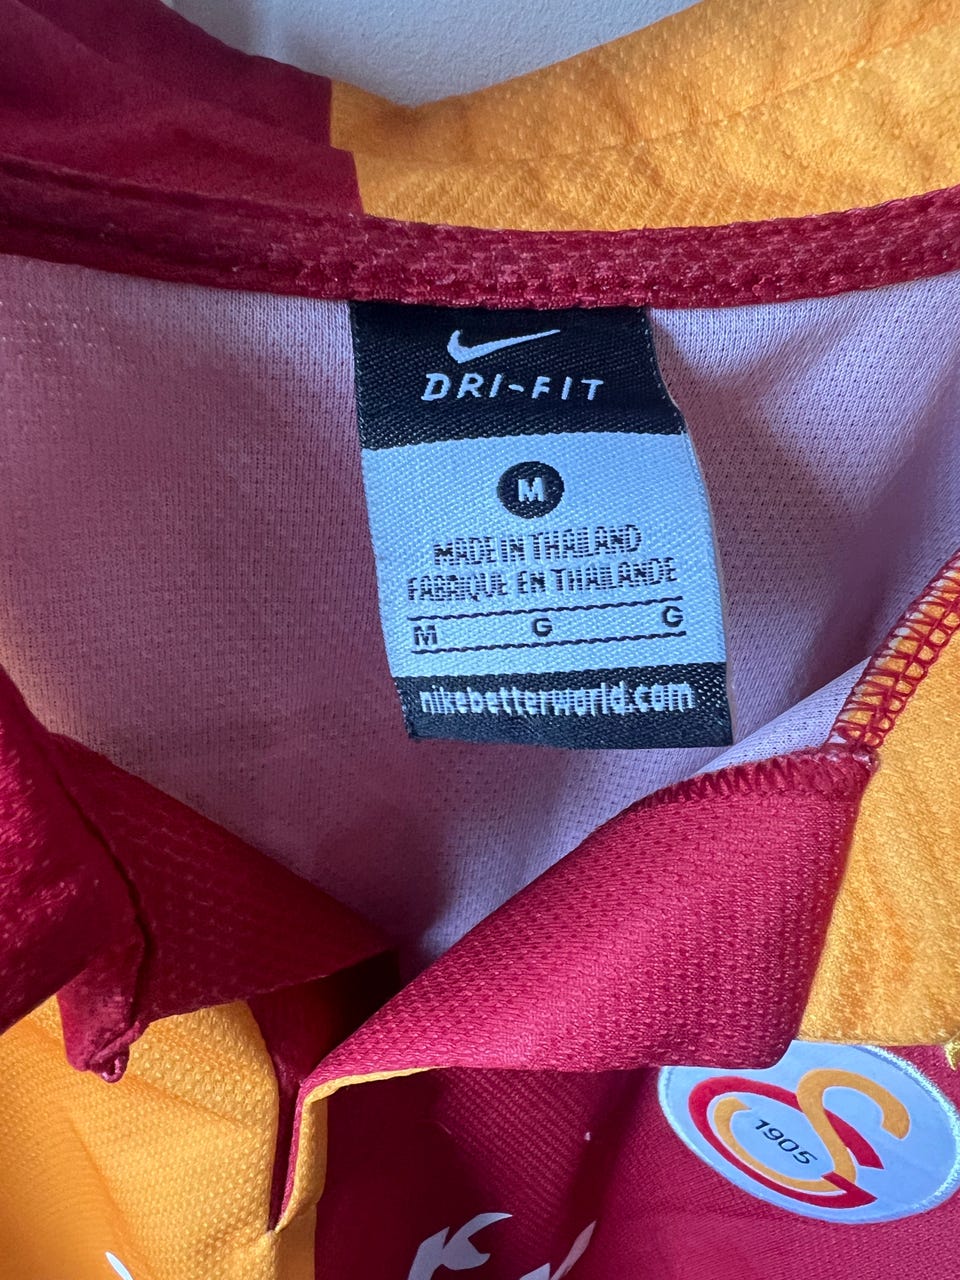 DRI-FIT
M
MADE IN THAILAND
FABRIQUE EN THAILANDE
M G G
nikebetterworld.com
1905